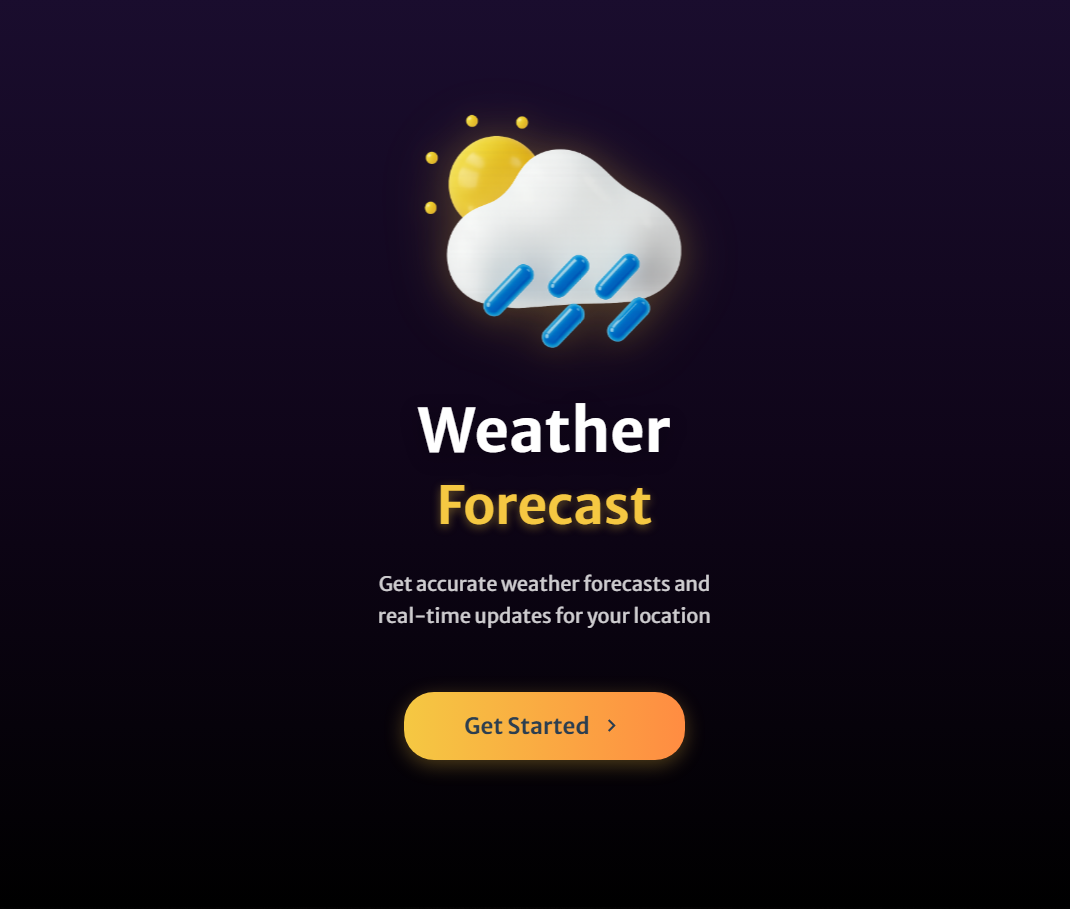 Weather
Forecast
Get accurate weather forecasts and
real-time updates for your location
Get Started